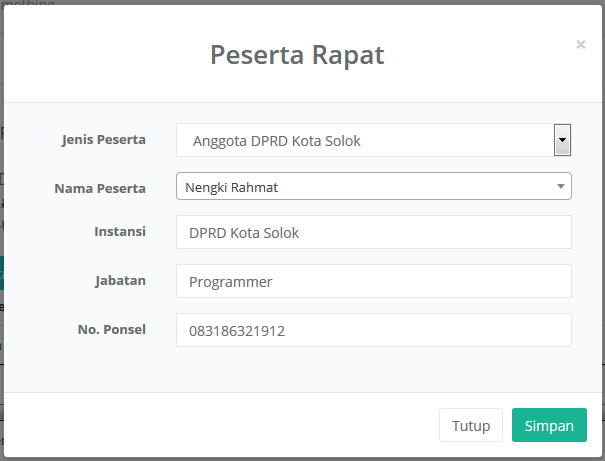 mething
Peserta Rapat
×
Jenis Peserta Anggota DPRD Kota Solok
Nama Peserta Nengki Rahmat
Instansi DPRD Kota Solok
Jabatan Programmer
No. Ponsel 083186321912
Tutup Simpan